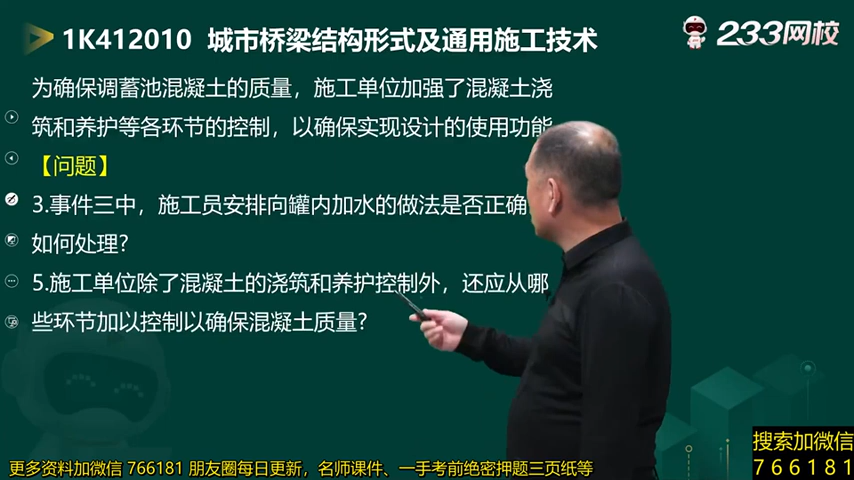 1K412010 城市桥梁结构形式及通用施工技术
233网校
为确保调蓄池混凝土的质量，施工单位加强了混凝土浇
筑和养护等各环节的控制，以确保实现设计的使用功能
【问题】
3.事件三中，施工员安排向罐内加水的做法是否正确
如何处理?
5.施工单位除了混凝土的浇筑和养护控制外，还应从哪
些环节加以控制以确保混凝土质量?
搜索加微信
766181
更多资料加微信 766181 朋友圈每日更新，名师课件、一手考前绝密押题三页纸等